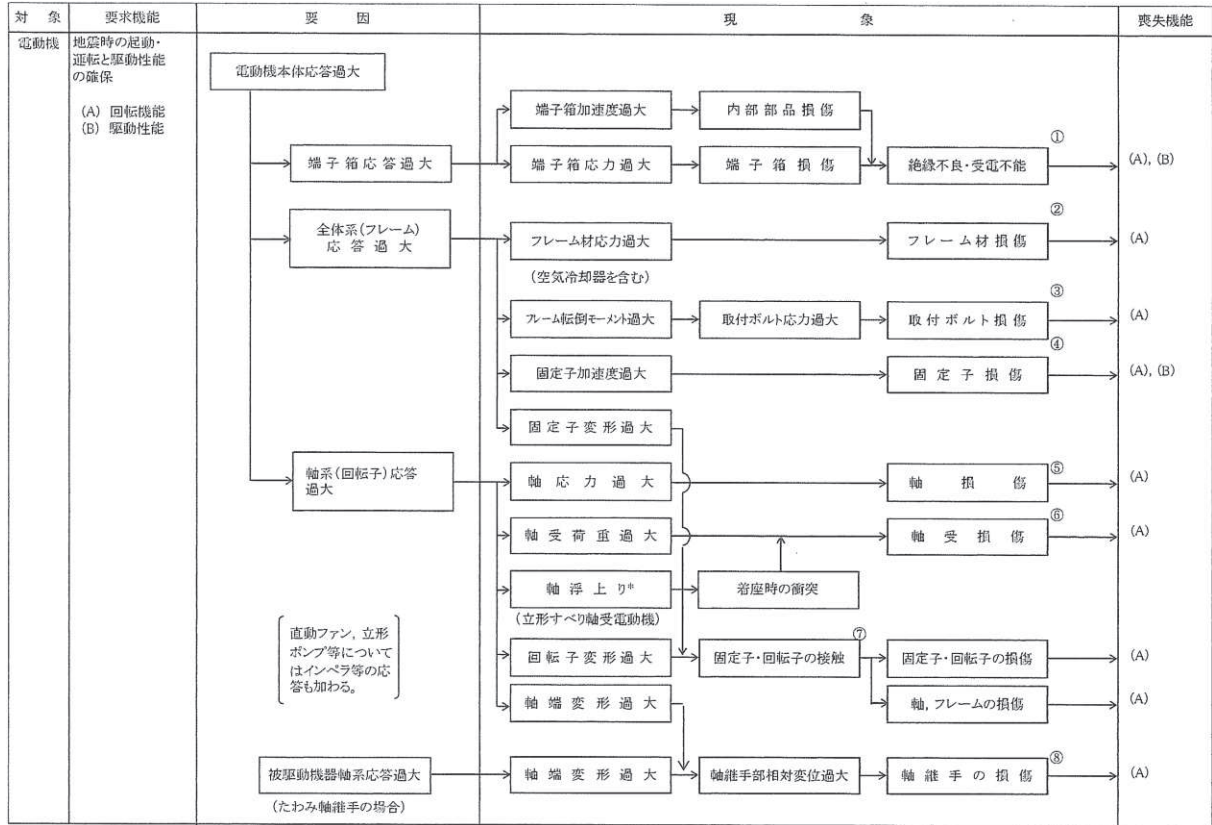 対象 要求機能 要因 現象 喪失機能
電動機
地震時の起動・
運転と駆動性能
の確保
(A) 回転機能
(B) 駆動性能
電動機本体応答過大
端子箱加速度過大
内部部品損傷
端子箱応答過大
端子箱応力過大
端子箱損傷
絶縁不良・受電不能
①
(A), (B)
全体系(フレーム)
応答過大
フレーム材応力過大
(空気冷却器を含む)
フレーム材損傷
②
(A)
フレーム転倒モーメント過大
取付ボルト応力過大
取付ボルト損傷
③
(A)
固定子加速度過大
固定子損傷
④
(A), (B)
固定子変形過大
軸系(回転子)応答
過大
軸応力過大
軸損傷
⑤
(A)
軸受荷重過大
軸受損傷
⑥
(A)
軸浮上り*
(立形すべり軸受電動機)
着座時の衝突
直動ファン, 立形
ポンプ等について
はインペラ等の応
答も加わる。
回転子変形過大
固定子・回転子の接触
⑦
固定子・回転子の損傷
(A)
軸端変形過大
軸, フレームの損傷
(A)
被駆動機器軸系応答過大
(たわみ軸継手の場合)
軸端変形過大
軸継手部相対変位過大
軸継手の損傷
⑧
(A)